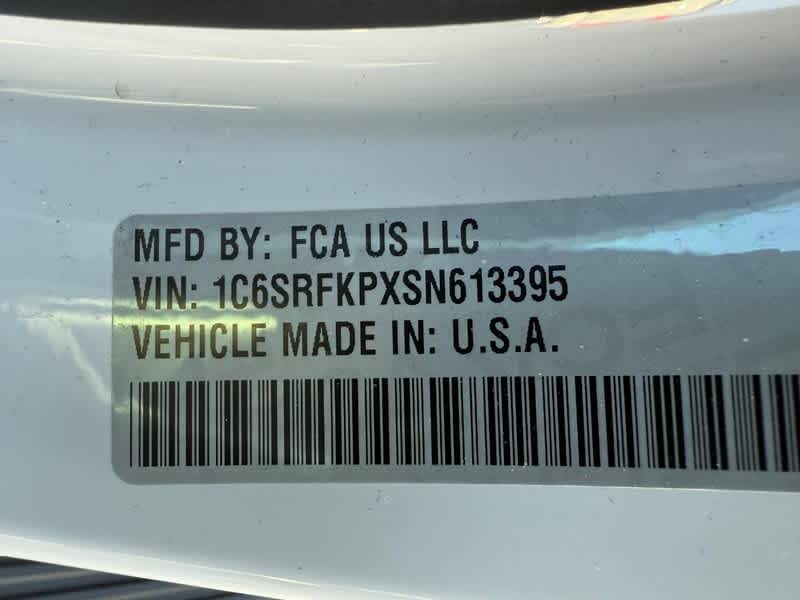 MFD BY: FCA US LLC
VIN: 1C6SRFKPXSN613395
VEHICLE MADE IN: U.S.A.